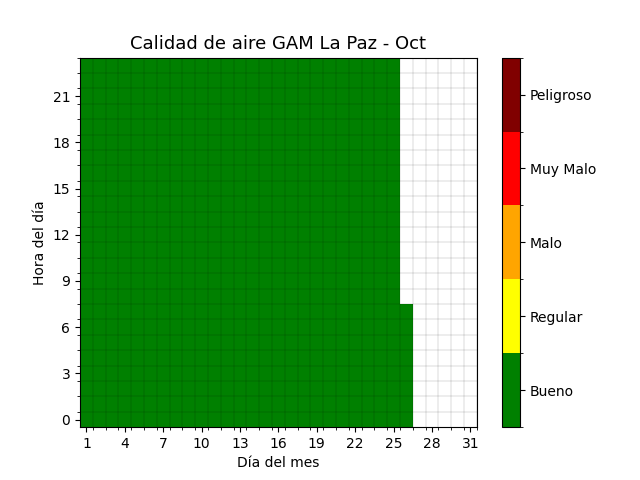 Calidad de aire GAM La Paz - Oct
Hora del día
21
18
15
12
9
6
3
0
1 4 7 10 13 16 19 22 25 28 31
Día del mes
Peligroso
Muy Malo
Malo
Regular
Bueno